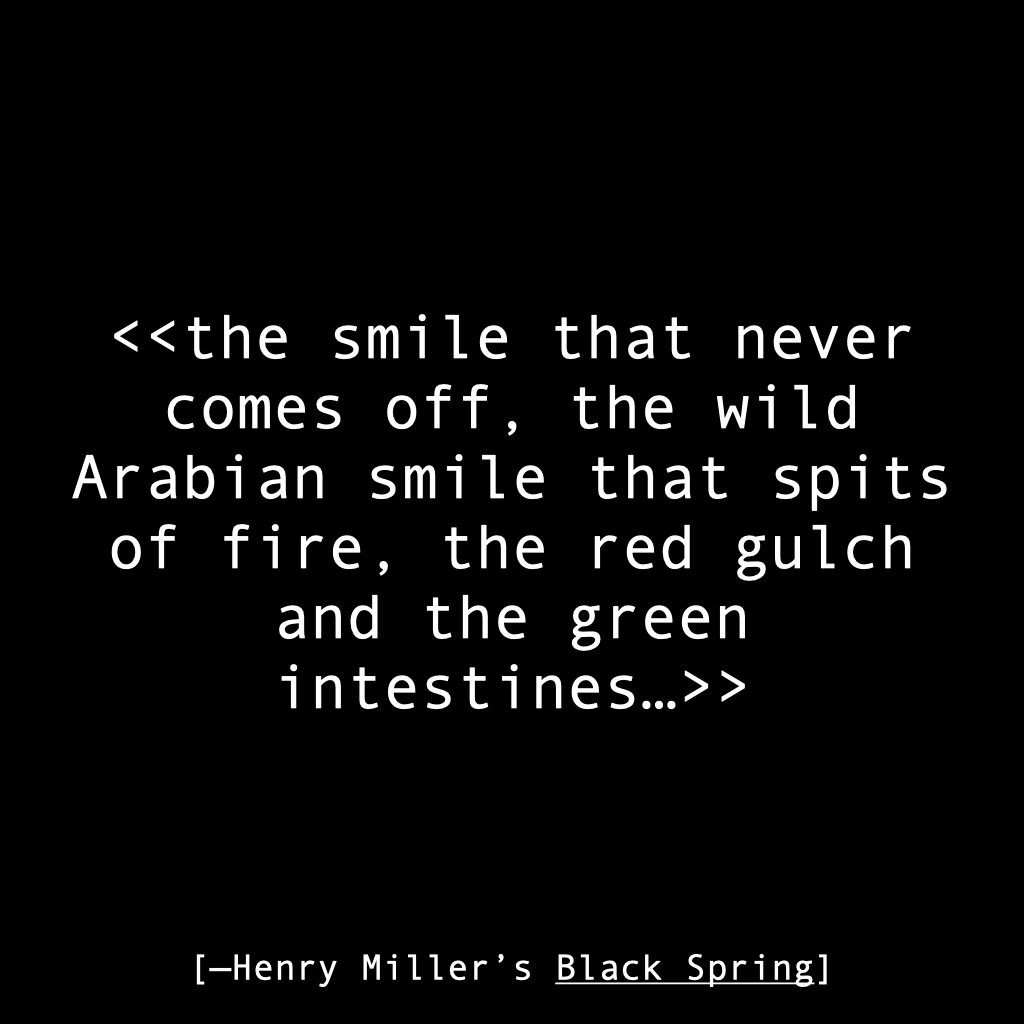 <<the smile that never
comes off, the wild
Arabian smile that spits
of fire, the red gulch
and the green
intestines…>>
[—Henry Miller’s Black Spring]